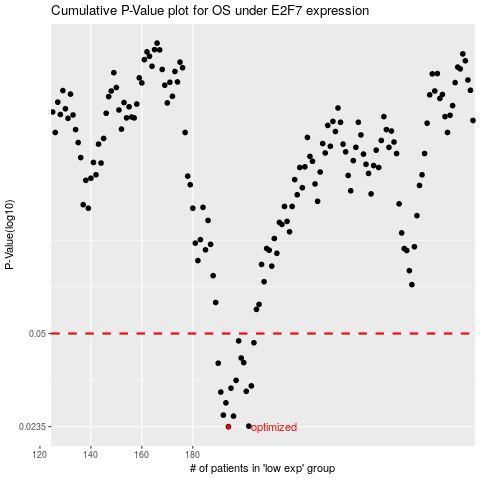 Cumulative P-Value plot for OS under E2F7 expression
P-Value(log10)
0.05
0.0235
optimized
120 140 160 180
# of patients in 'low exp' group